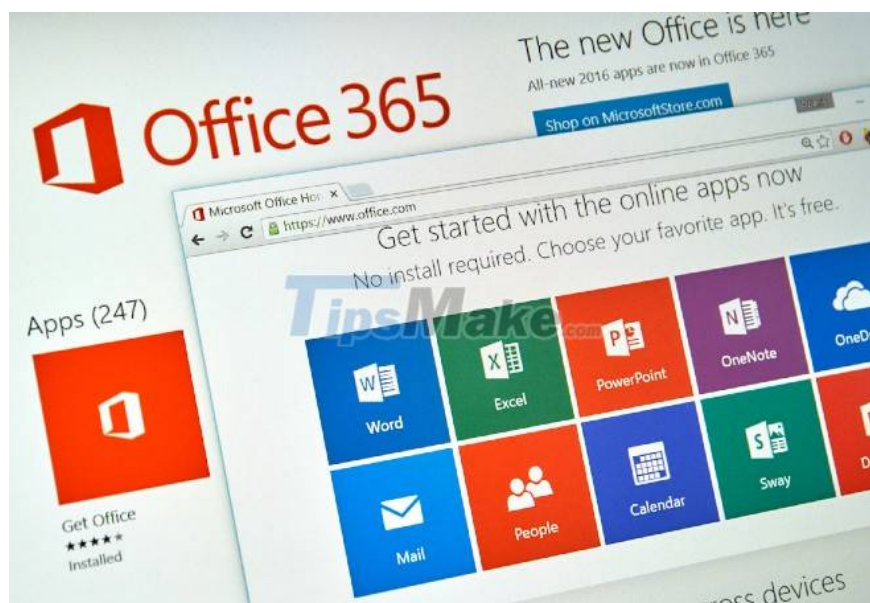 The new Office is here
All-new 2016 apps are now in Office 365
Shop on MicrosoftStore.com
Office 365
Microsoft Office Hor
https://www.office.com
Get started with the online apps now
No install required. Choose your favorite app. It's free.
TipsMake.com
Apps (247)
Word
Excel
PowerPoint
OneNote
OneD
Get Office
Installed
Mail
People
Calendar
Sway
D
devices